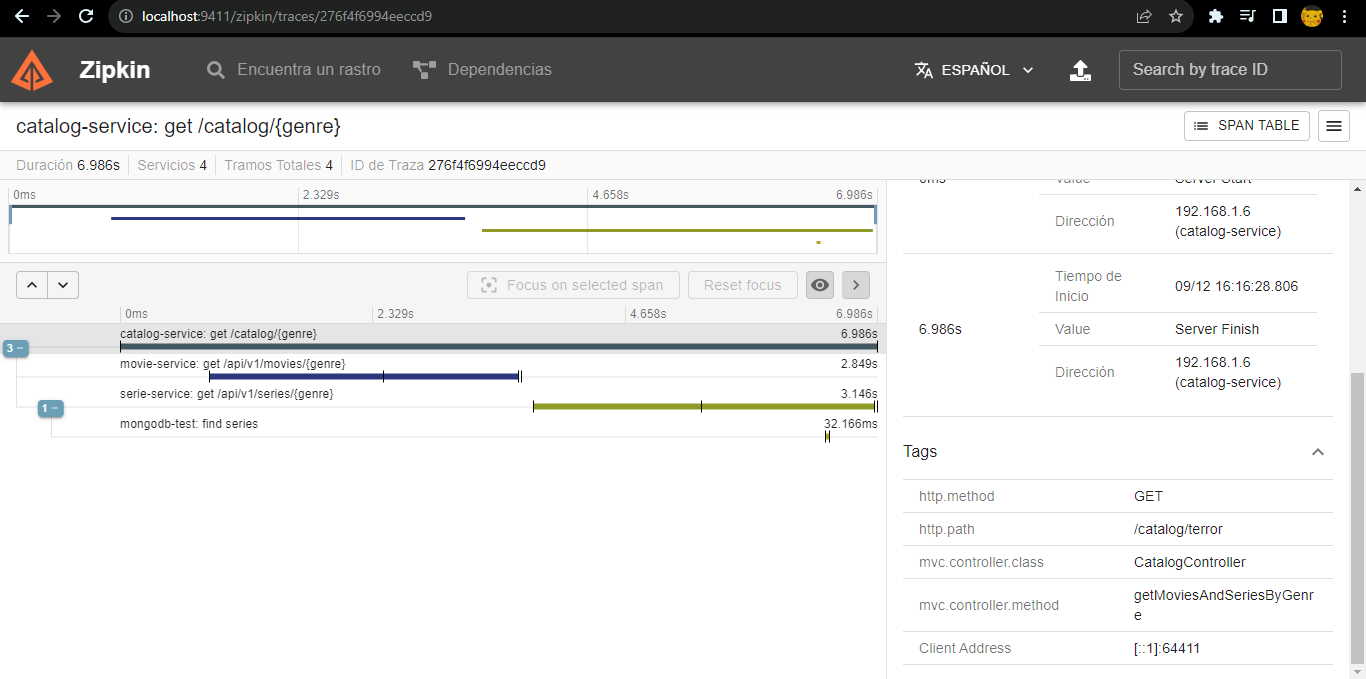 localhost:9411/zipkin/traces/276f4f6994eeccd9
Zipkin
Encuentra un rastro
Dependencias
ESPAÑOL
Search by trace ID
catalog-service: get /catalog/{genre}
SPAN TABLE
Duración 6.986s
Servicios 4
Tramos Totales 4
ID de Traza 276f4f6994eeccd9
0ms 2.329s 4.658s 6.986s
Focus on selected span
Reset focus
0ms 2.329s 4.658s 6.986s
catalog-service: get /catalog/{genre} 6.986s
3 −
movie-service: get /api/v1/movies/{genre} 2.849s
serie-service: get /api/v1/series/{genre} 3.146s
1 −
mongodb-test: find series 32.166ms
0ms Value Server Start
Dirección 192.168.1.6
(catalog-service)
6.986s
Tiempo de
Inicio
09/12 16:16:28.806
Value Server Finish
Dirección 192.168.1.6
(catalog-service)
Tags
http.method GET
http.path /catalog/terror
mvc.controller.class CatalogController
mvc.controller.method getMoviesAndSeriesByGenr
e
Client Address [::1]:64411